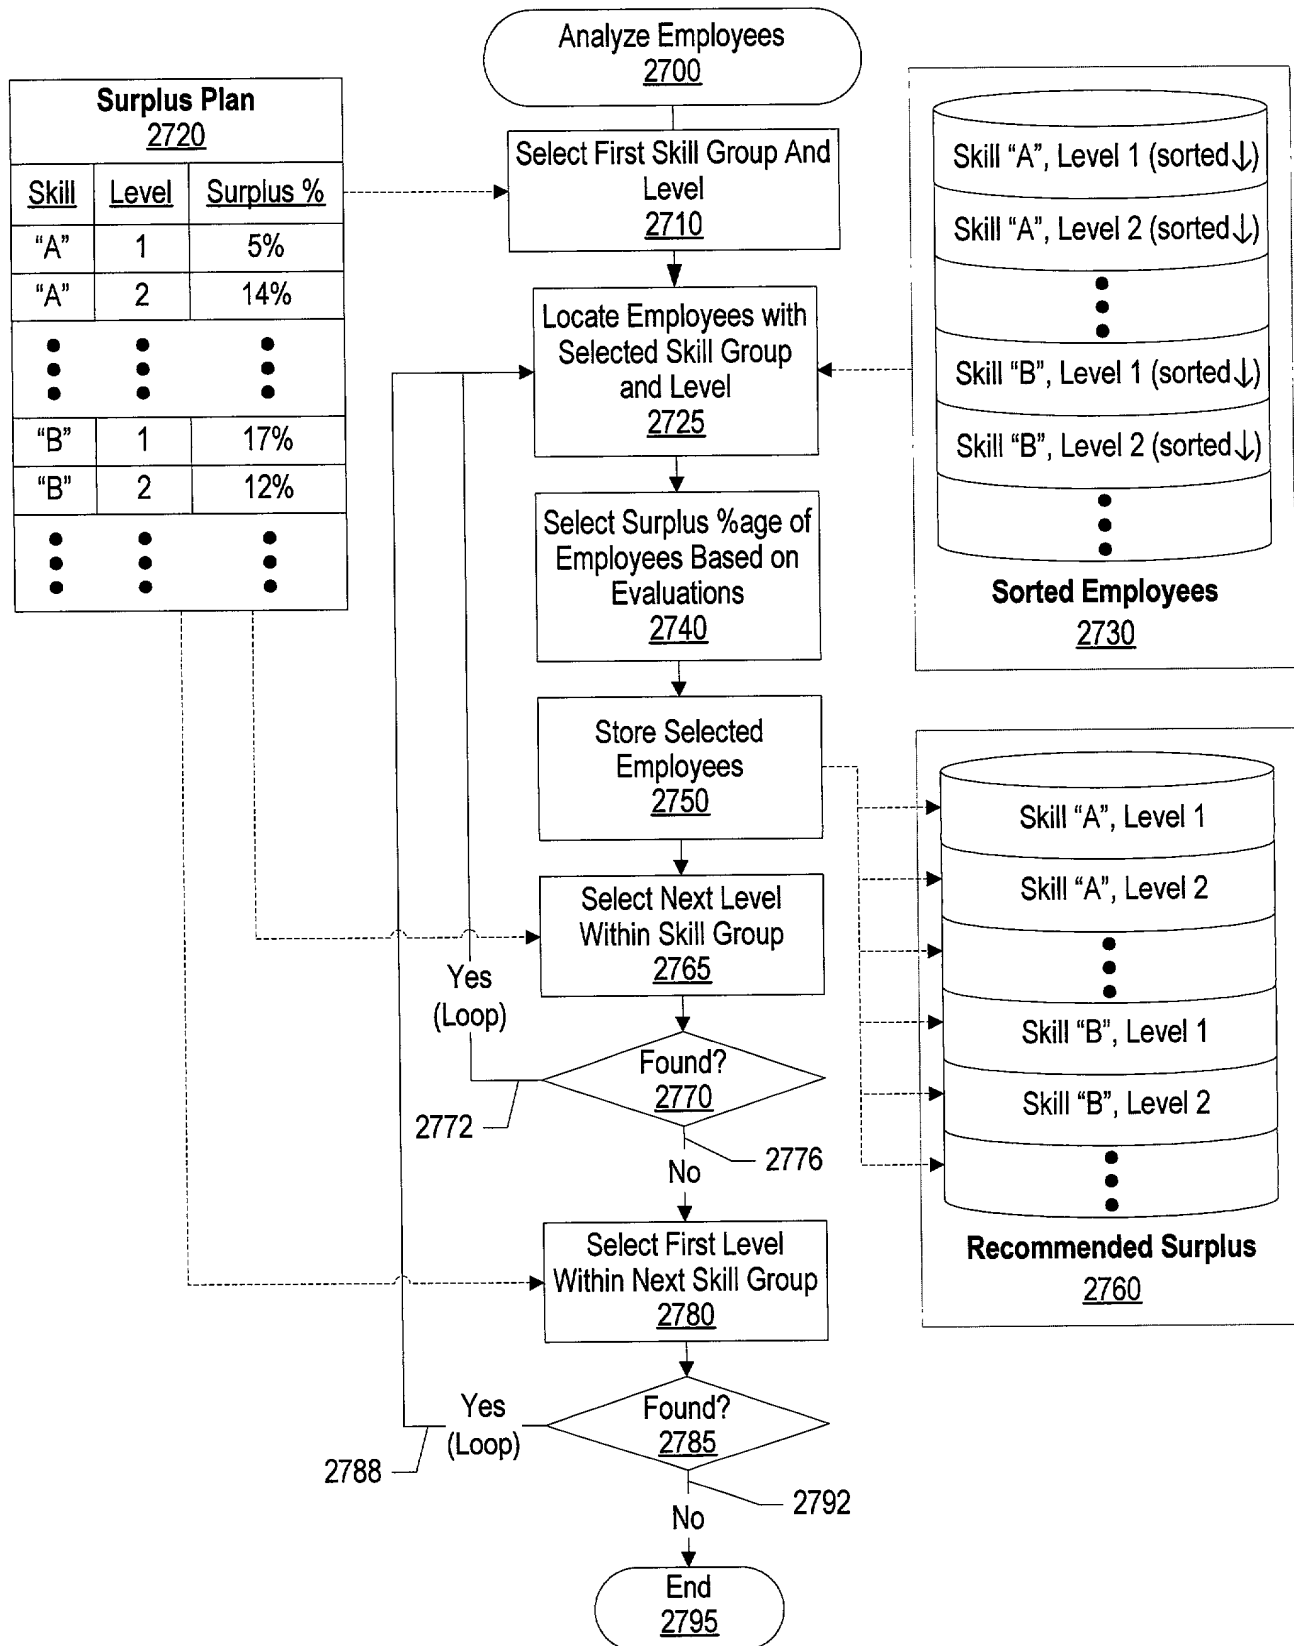 Analyze Employees
2700
Surplus Plan
2720
Skill Level Surplus %
"A" 1 5%
"A" 2 14%
"B" 1 17%
"B" 2 12%
Select First Skill Group And
Level
2710
Skill "A", Level 1 (sorted↓)
Skill "A", Level 2 (sorted↓)
Skill "B", Level 1 (sorted↓)
Skill "B", Level 2 (sorted↓)
Sorted Employees
2730
Locate Employees with
Selected Skill Group
and Level
2725
Select Surplus %age of
Employees Based on
Evaluations
2740
Store Selected
Employees
2750
Skill "A", Level 1
Skill "A", Level 2
Skill "B", Level 1
Skill "B", Level 2
Recommended Surplus
2760
Select Next Level
Within Skill Group
2765
Yes
(Loop)
Found?
2770
2772
2776
No
Select First Level
Within Next Skill Group
2780
Found?
2785
Yes
(Loop)
2788
2792
No
End
2795